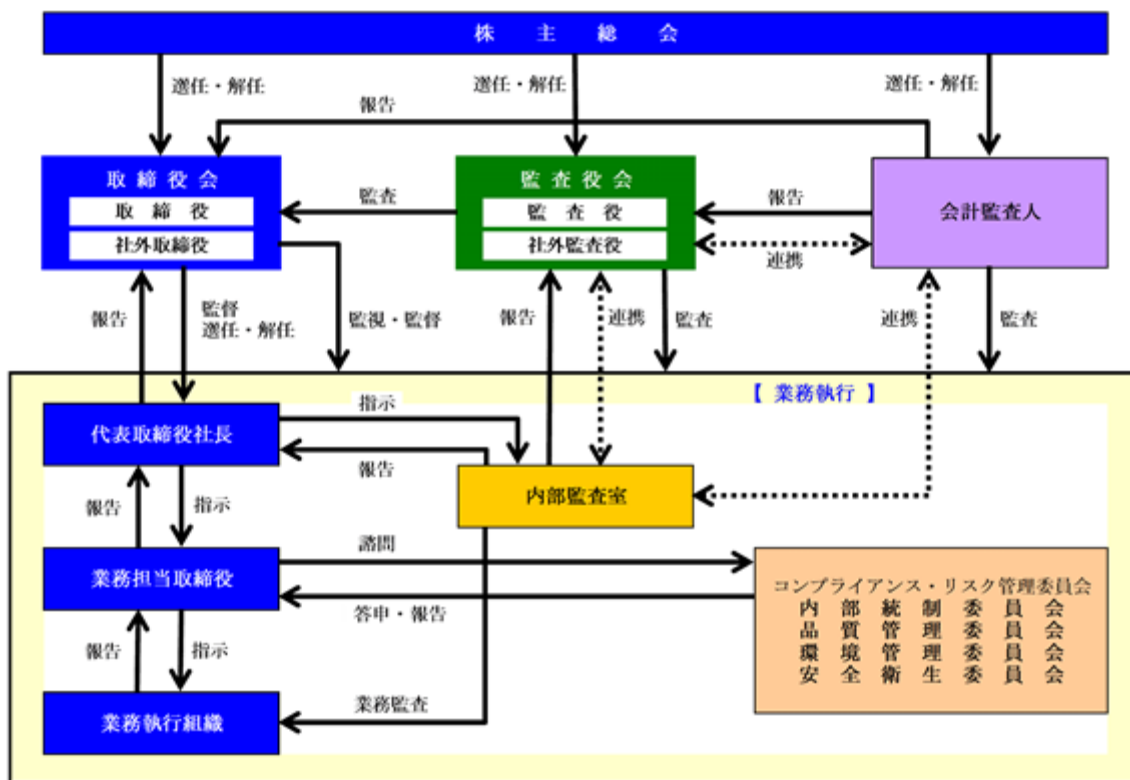 株主総会
選任・解任
選任・解任
選任・解任
報告
取締役会
取締役
社外取締役
監査
監査役会
監査役
社外監査役
報告
連携
会計監査人
報告
監督
選任・解任
監視・監督
報告
連携
監査
連携
監査
【 業務執行 】
代表取締役社長
指示
報告
内部監査室
報告
指示
業務担当取締役
諮問
答申・報告
コンプライアンス・リスク管理委員会
内部統制委員会
品質管理委員会
環境管理委員会
安全衛生委員会
報告
指示
業務執行組織
業務監査